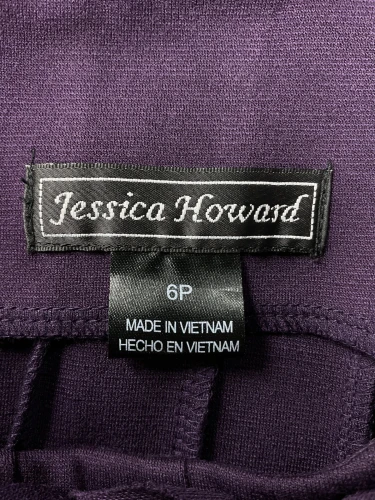 Jessica Howard
6P
MADE IN VIETNAM
HECHO EN VIETNAM